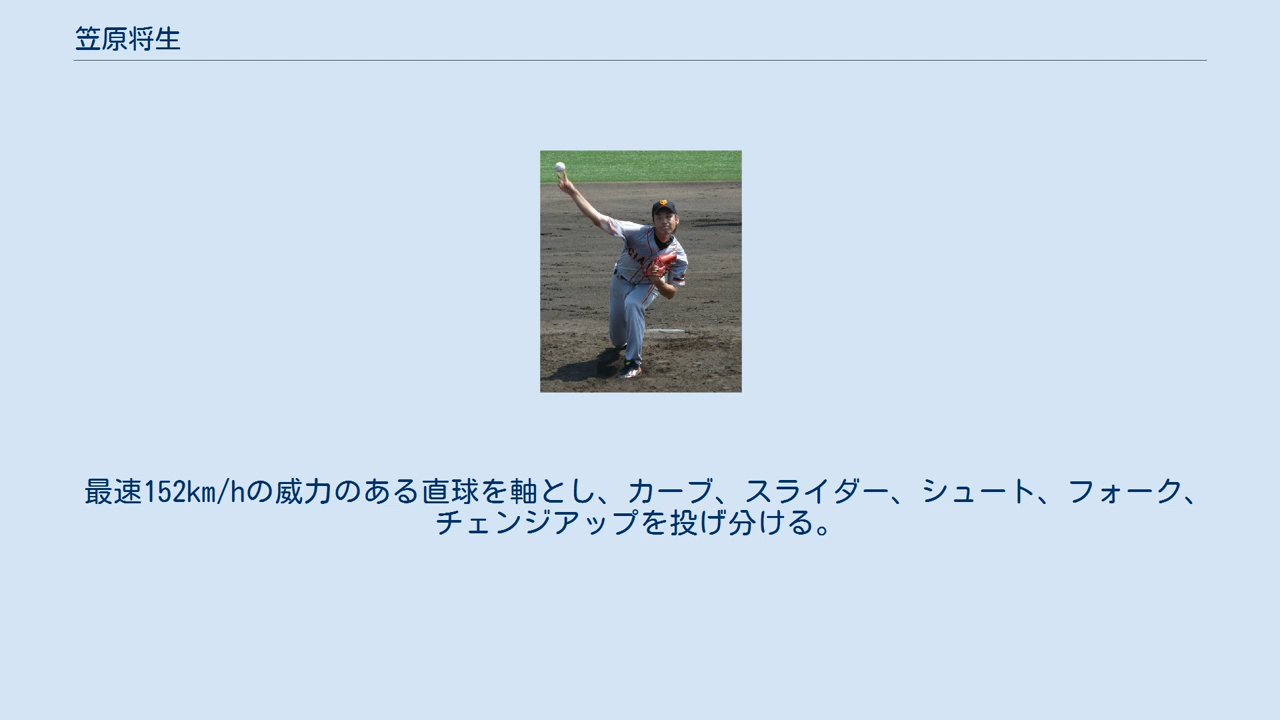 笠原将生
最速152km/hの威力のある直球を軸とし、カーブ、スライダー、シュート、フォーク、
チェンジアップを投げ分ける。